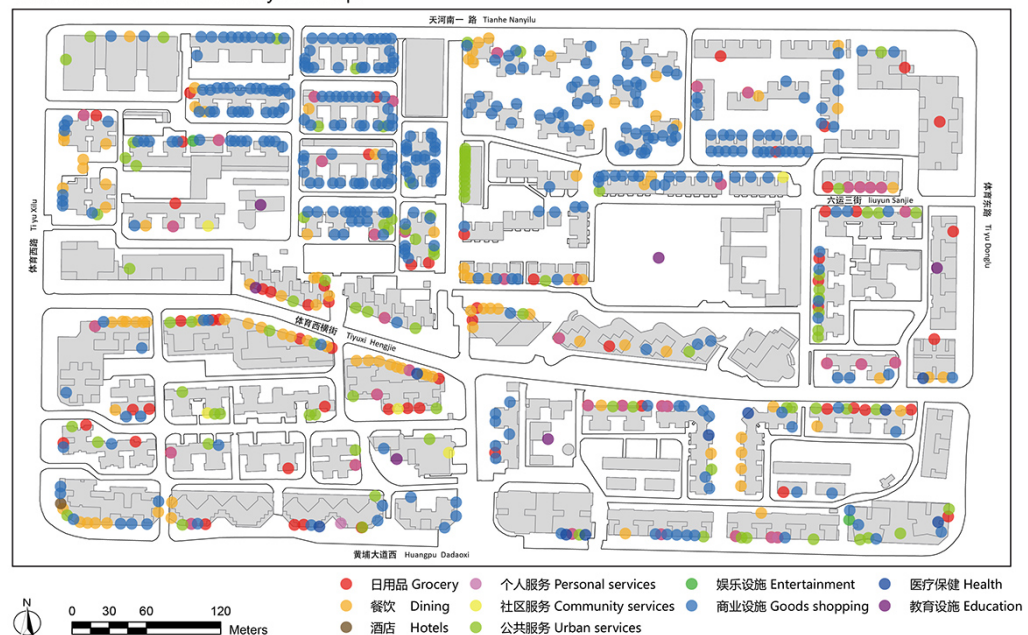 天河南一 路 Tianhe Nanyilu
体育西路 Ti yu Xilu
体育东路 Ti yu Donglu
六运三街 liuyun Sanjie
体育西横街 Tiyuxi Hengjie
黄埔大道西 Huangpu Dadaoxi
N
0 30 60 120
Meters
日用品 Grocery 个人服务 Personal services 娱乐设施 Entertainment 医疗保健 Health
餐饮 Dining 社区服务 Community services 商业设施 Goods shopping 教育设施 Education
酒店 Hotels 公共服务 Urban services